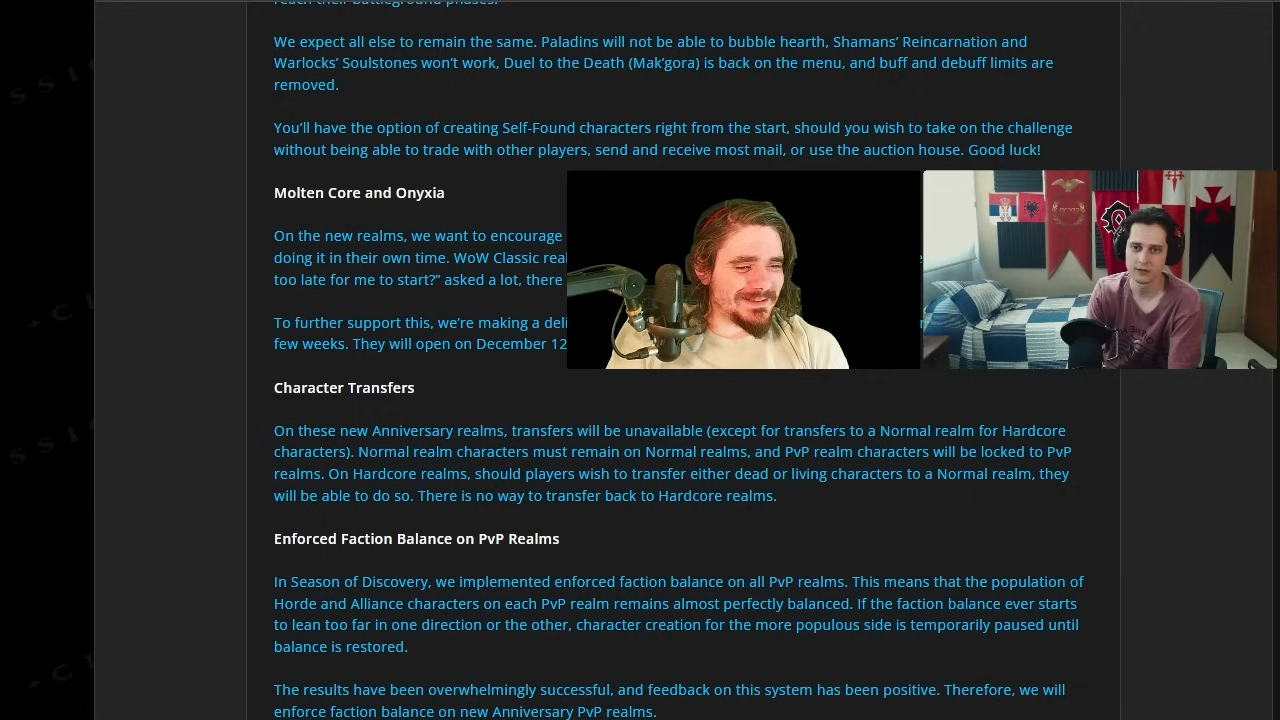 reach their battleground phases.
We expect all else to remain the same. Paladins will not be able to bubble hearth, Shamans’ Reincarnation and
Warlocks’ Soulstones won’t work, Duel to the Death (Mak’gora) is back on the menu, and buff and debuff limits are
removed.
You’ll have the option of creating Self-Found characters right from the start, should you wish to take on the challenge
without being able to trade with other players, send and receive most mail, or use the auction house. Good luck!
Molten Core and Onyxia
On the new realms, we want to encourage
doing it in their own time. WoW Classic
too late for me to start?” asked a lot, there
To further support this, we’re making a
few weeks. They will open on December 12
Character Transfers
On these new Anniversary realms, transfers will be unavailable (except for transfers to a Normal realm for Hardcore
characters). Normal realm characters must remain on Normal realms, and PvP realm characters will be locked to PvP
realms. On Hardcore realms, should players wish to transfer either dead or living characters to a Normal realm, they
will be able to do so. There is no way to transfer back to Hardcore realms.
Enforced Faction Balance on PvP Realms
In Season of Discovery, we implemented enforced faction balance on all PvP realms. This means that the population of
Horde and Alliance characters on each PvP realm remains almost perfectly balanced. If the faction balance ever starts
to lean too far in one direction or the other, character creation for the more populous side is temporarily paused until
balance is restored.
The results have been overwhelmingly successful, and feedback on this system has been positive. Therefore, we will
enforce faction balance on new Anniversary PvP realms.